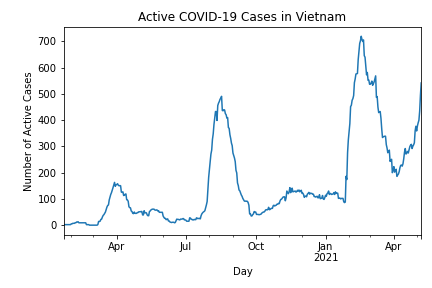 Active COVID-19 Cases in Vietnam
700
600
500
400
300
200
100
0
Number of Active Cases
Apr Jul Oct Jan Apr
2021
Day